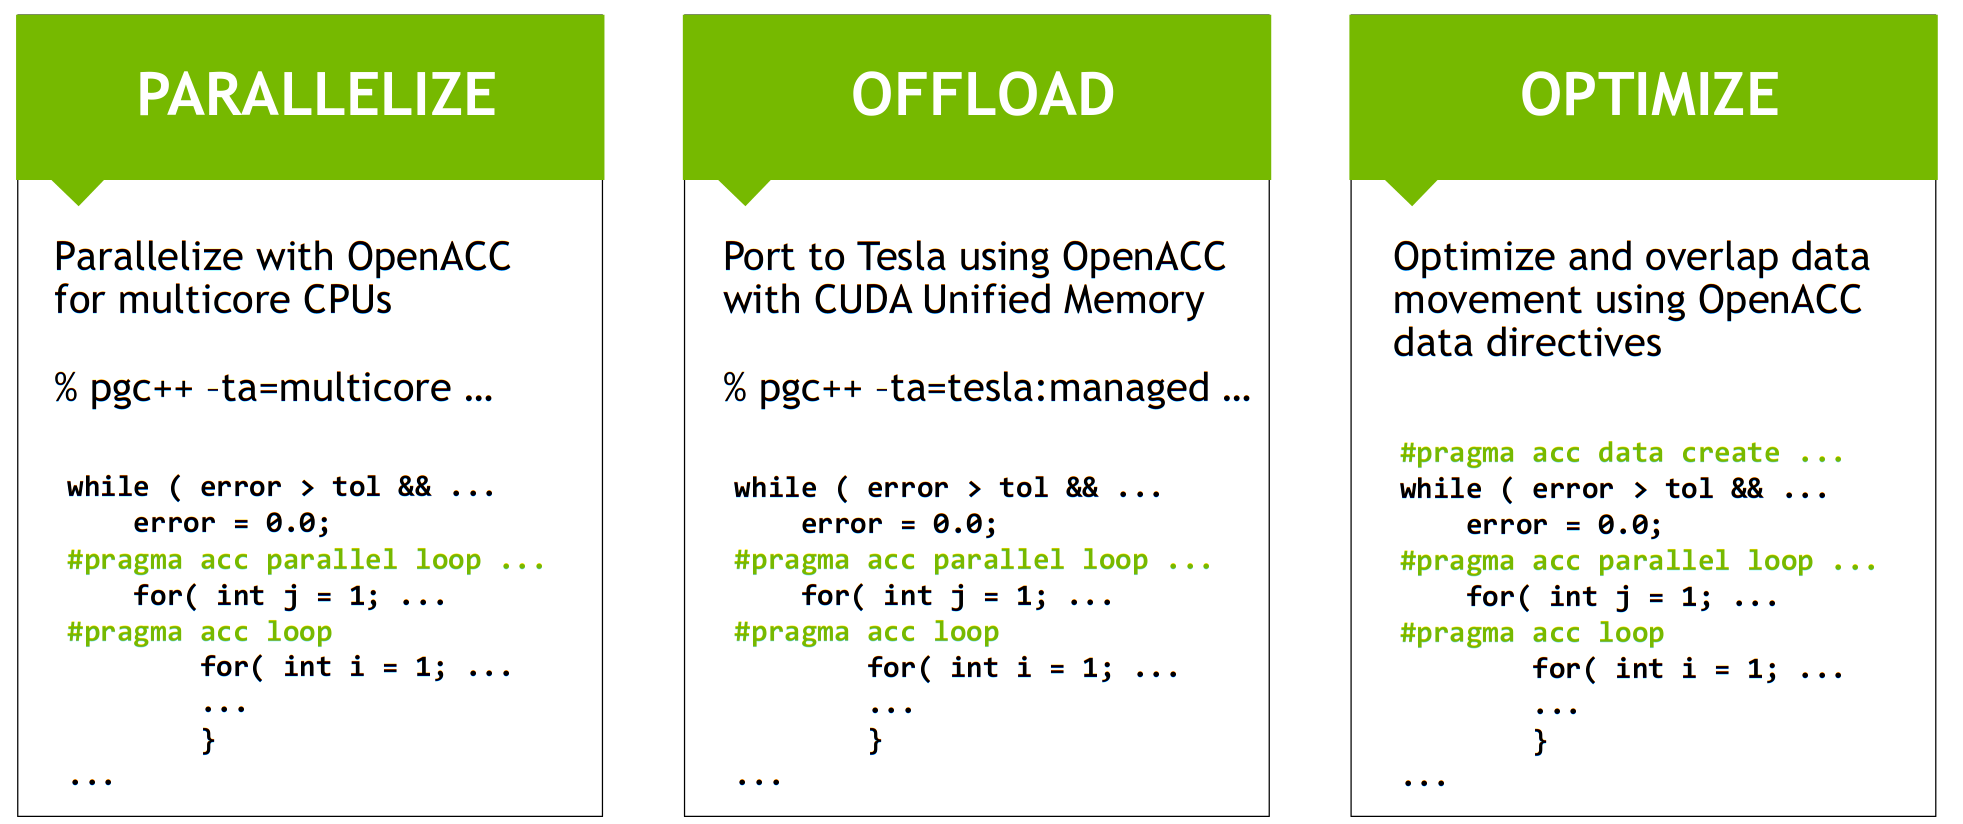 PARALLELIZE
Parallelize with OpenACC
for multicore CPUs
% pgc++ -ta=multicore …
while ( error > tol && ...
    error = 0.0;
#pragma acc parallel loop ...
    for( int j = 1; ...
#pragma acc loop
        for( int i = 1; ...
        ...
        }
...
OFFLOAD
Port to Tesla using OpenACC
with CUDA Unified Memory
% pgc++ -ta=tesla:managed …
while ( error > tol && ...
    error = 0.0;
#pragma acc parallel loop ...
    for( int j = 1; ...
#pragma acc loop
        for( int i = 1; ...
        ...
        }
...
OPTIMIZE
Optimize and overlap data
movement using OpenACC
data directives
#pragma acc data create ...
while ( error > tol && ...
    error = 0.0;
#pragma acc parallel loop ...
    for( int j = 1; ...
#pragma acc loop
        for( int i = 1; ...
        ...
        }
...